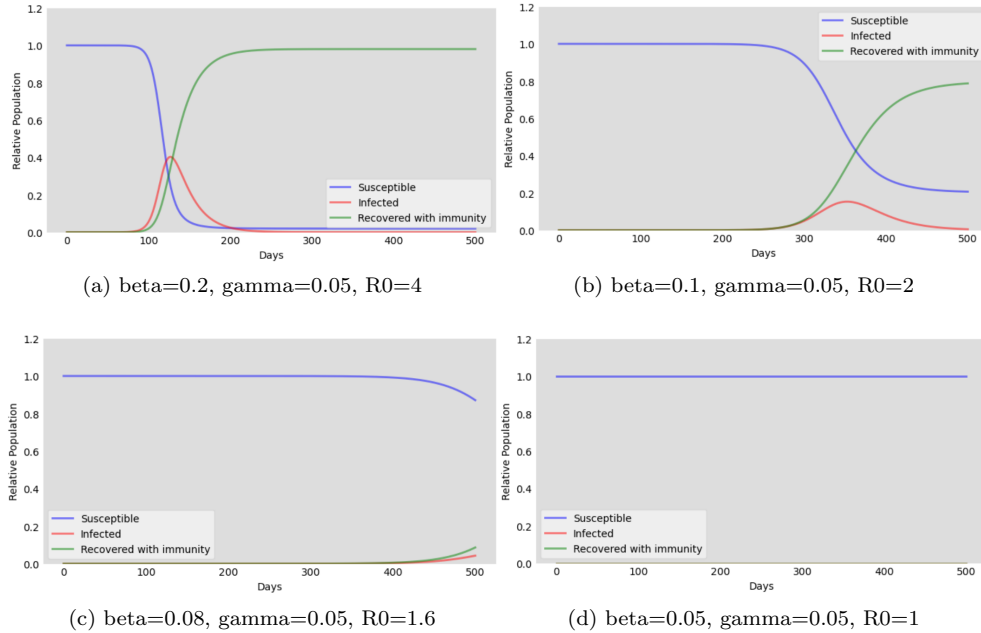 1.2
1.0
0.8
0.6
0.4
0.2
0.0
Relative Population
Susceptible
Infected
Recovered with immunity
0 100 200 300 400 500
Days
(a) beta=0.2, gamma=0.05, R0=4
1.2
1.0
0.8
0.6
0.4
0.2
0.0
Relative Population
Susceptible
Infected
Recovered with immunity
0 100 200 300 400 500
Days
(b) beta=0.1, gamma=0.05, R0=2
1.2
1.0
0.8
0.6
0.4
0.2
0.0
Relative Population
Susceptible
Infected
Recovered with immunity
0 100 200 300 400 500
Days
(c) beta=0.08, gamma=0.05, R0=1.6
1.2
1.0
0.8
0.6
0.4
0.2
0.0
Relative Population
Susceptible
Infected
Recovered with immunity
0 100 200 300 400 500
Days
(d) beta=0.05, gamma=0.05, R0=1